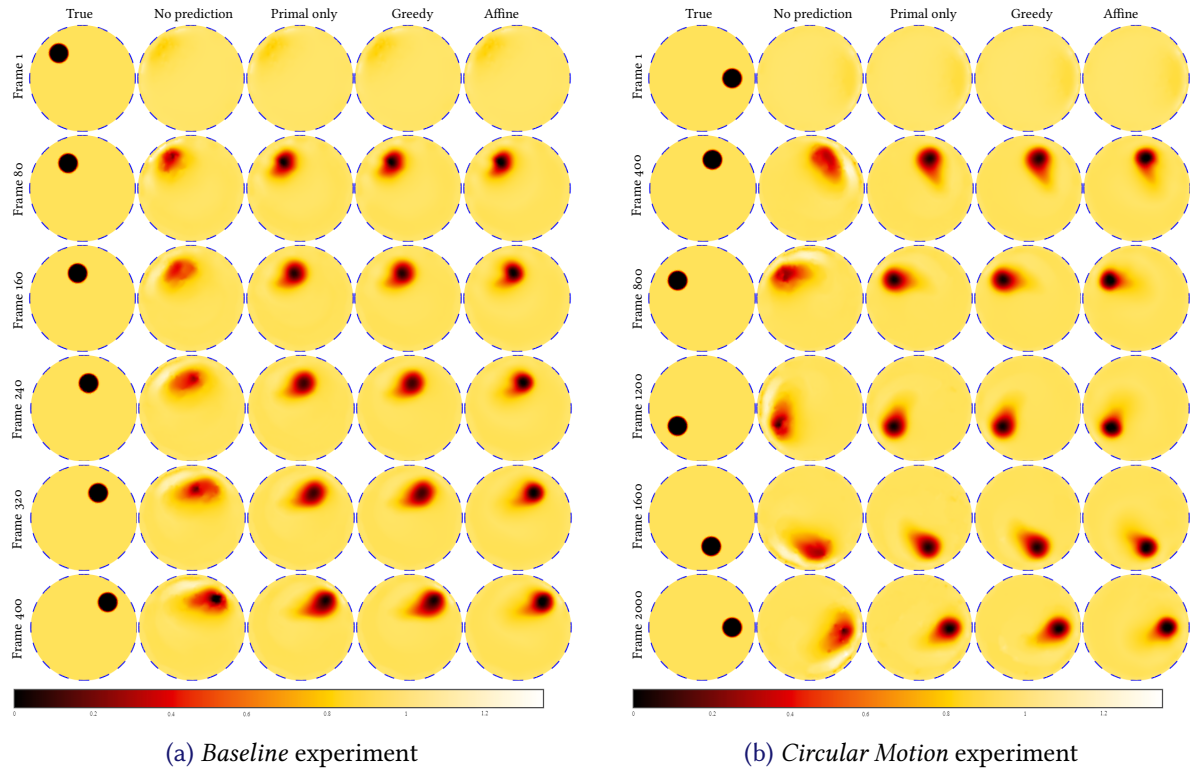 True No prediction Primal only Greedy Affine
Frame 1
Frame 80
Frame 160
Frame 240
Frame 320
Frame 400
0 0.2 0.4 0.6 0.8 1 1.2
(a) Baseline experiment
True No prediction Primal only Greedy Affine
Frame 1
Frame 400
Frame 800
Frame 1200
Frame 1600
Frame 2000
0 0.2 0.4 0.6 0.8 1 1.2
(b) Circular Motion experiment